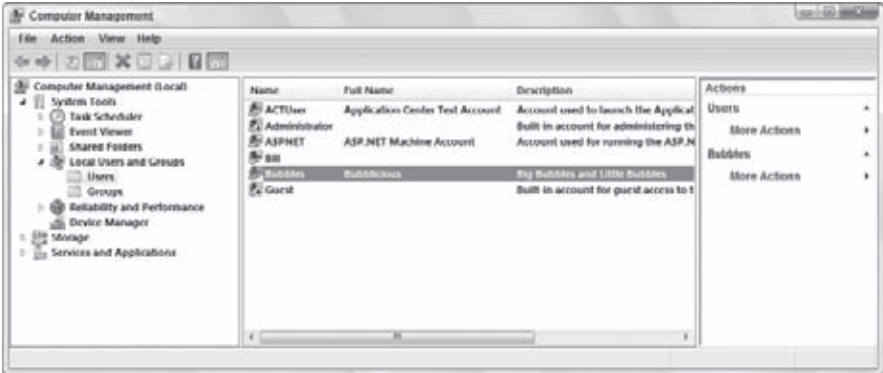 Computer Management
File Action View Help
Computer Management (Local)
System Tools
Task Scheduler
Event Viewer
Shared Folders
Local Users and Groups
Users
Groups
Reliability and Performance
Device Manager
Storage
Services and Applications
Name Full Name Description
ACTUser Application Center Test Account Account used to launch the Applicat
Administrator Built-in account for administering th
ASPNET ASP.NET Machine Account Account used for running the ASP.N
Bill
Bubbles Bubblicious Big Bubbles and Little Bubbles
Guest Built-in account for guest access to t
Actions
Users
More Actions
Bubbles
More Actions